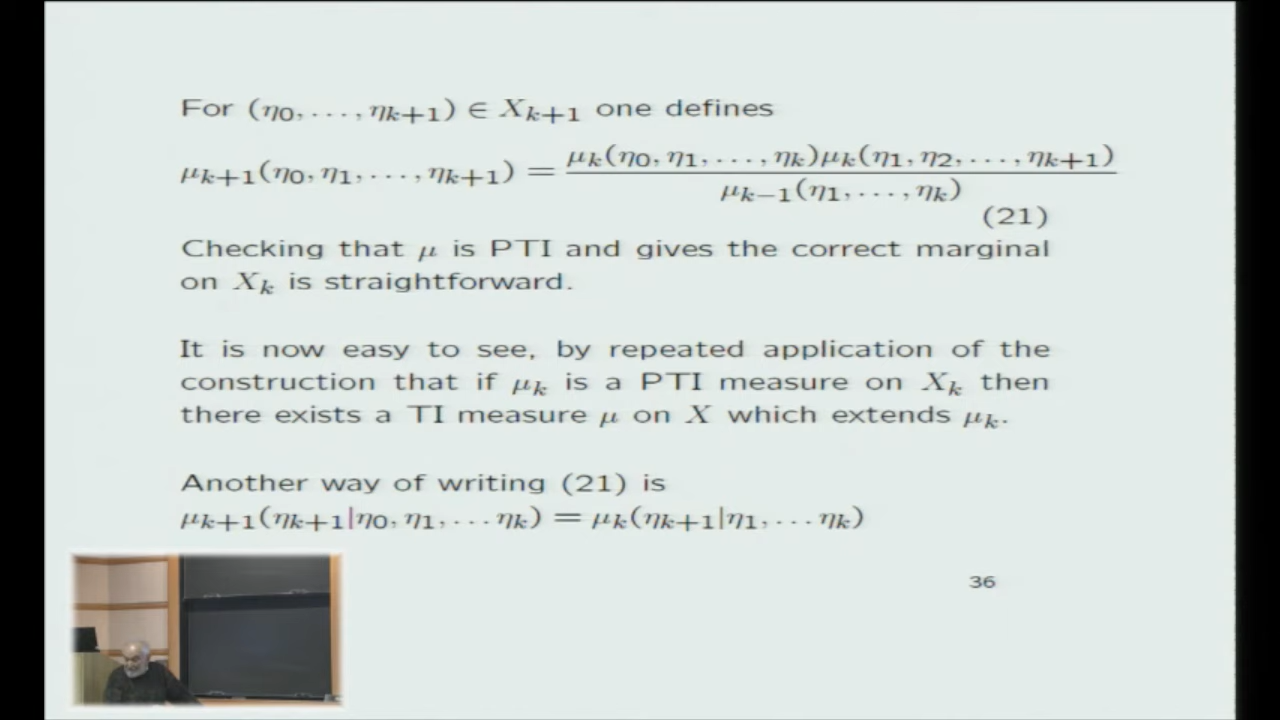 For (η₀, . . . , ηₖ₊₁) ∈ Xₖ₊₁ one defines
μₖ₊₁(η₀, η₁, . . . , ηₖ₊₁) = μₖ(η₀, η₁, . . . , ηₖ)μₖ(η₁, η₂, . . . , ηₖ₊₁) / μₖ₋₁(η₁, . . . , ηₖ)
(21)
Checking that μ is PTI and gives the correct marginal
on Xₖ is straightforward.
It is now easy to see, by repeated application of the
construction that if μₖ is a PTI measure on Xₖ then
there exists a TI measure μ on X which extends μₖ.
Another way of writing (21) is
μₖ₊₁(ηₖ₊₁|η₀, η₁, . . . ηₖ) = μₖ(ηₖ₊₁|η₁, . . . ηₖ)
36